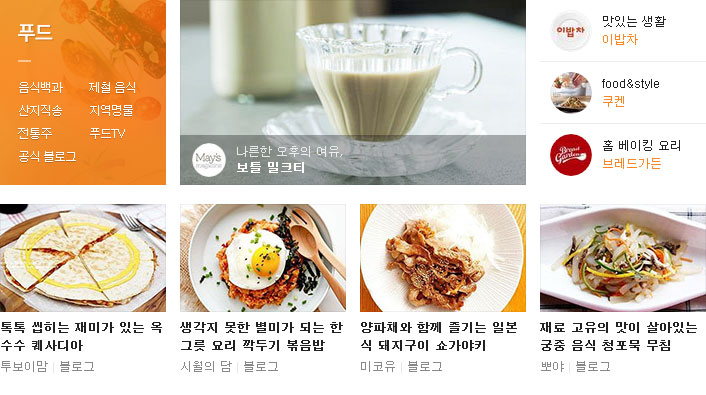 푸드
음식백과 제철 음식
산지직송 지역명물
전통주 푸드TV
공식 블로그
May's
magazine
나른한 오후의 여유,
보틀 밀크티
이밥차
맛있는 생활
이밥차
food&style
쿠켄
Bread
Garden
홈 베이킹 요리
브레드가든
톡톡 씹히는 재미가 있는 옥
수수 퀘사디아
투보이맘 | 블로그
생각지 못한 별미가 되는 한
그릇 요리 깍두기 볶음밥
시월의 담 | 블로그
양파채와 함께 즐기는 일본
식 돼지구이 쇼가야키
미코유 | 블로그
재료 고유의 맛이 살아있는
궁중 음식 청포묵 무침
뽀야 | 블로그